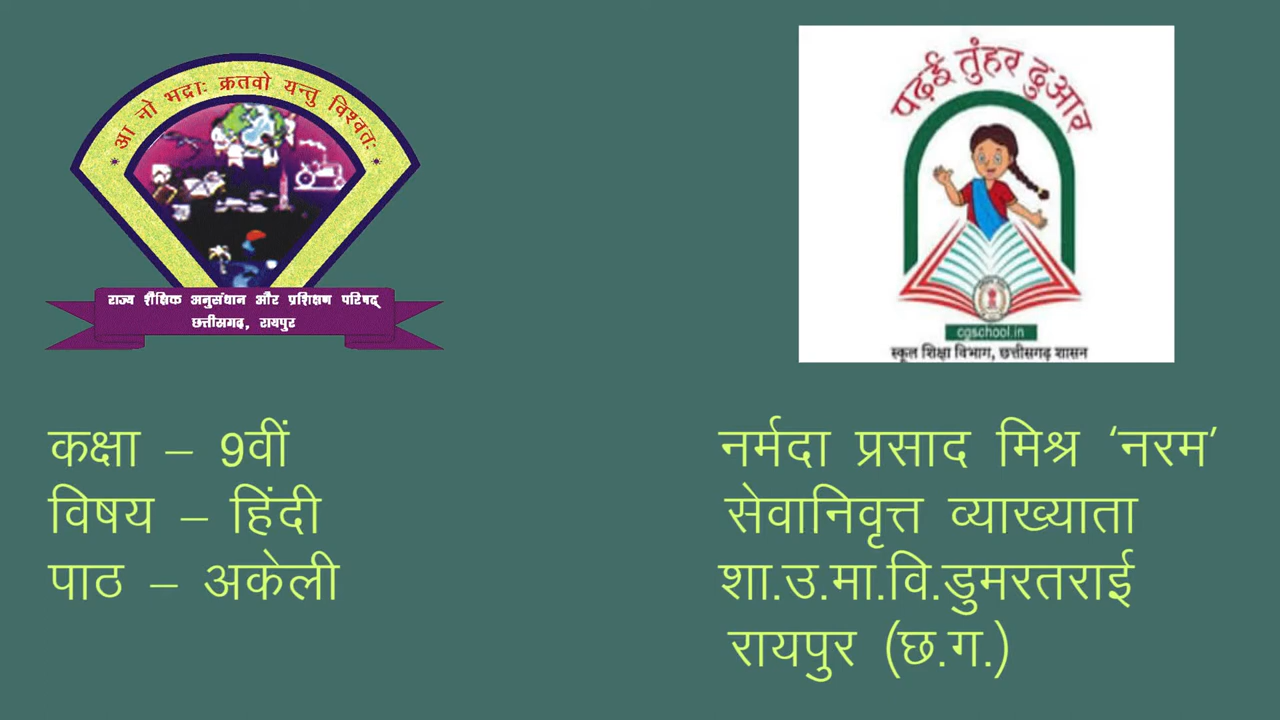 आ नो भद्राः क्रतवो यन्तु विश्वतः
राज्य शैक्षिक अनुसंधान और प्रशिक्षण परिषद्
छत्तीसगढ़, रायपुर
पढ़ई तुंहर दुआर
cgschool.in
स्कूल शिक्षा विभाग, छत्तीसगढ़ शासन
कक्षा – 9वीं
विषय – हिंदी
पाठ – अकेली
नर्मदा प्रसाद मिश्र ‘नरम’
सेवानिवृत्त व्याख्याता
शा.उ.मा.वि.डुमरतराई
रायपुर (छ.ग.)